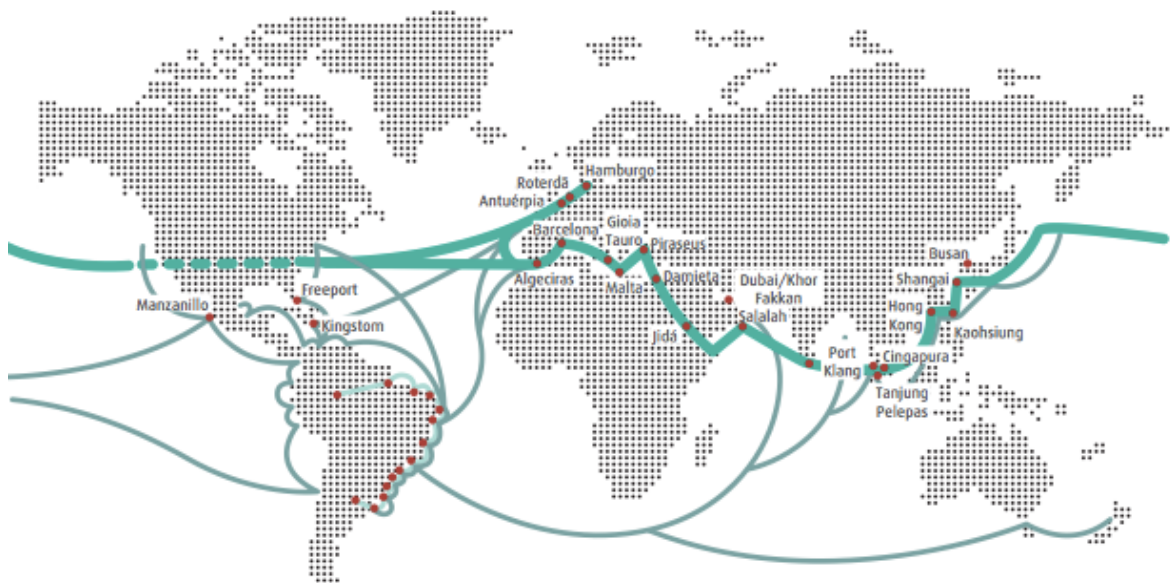 Hamburgo
Roterdã
Antuérpia
Barcelona
Gioia
Tauro
Piraseus
Algeciras
Malta
Damieta
Dubai/Khor
Fakkan
Salalah
Jidá
Busan
Shangai
Hong
Kong
Kaohsiung
Port
Klang
Cingapura
Tanjung
Pelepas
Manzanillo
Freeport
Kingstom